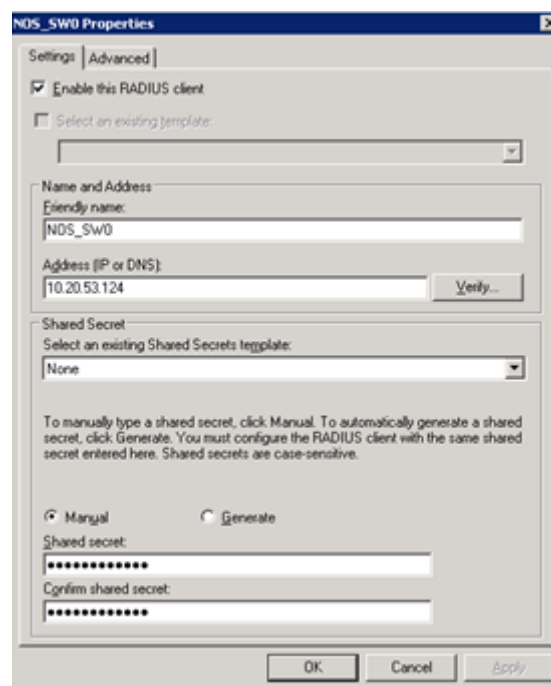 NOS_SW0 Properties
Settings
Advanced
Enable this RADIUS client
Select an existing template:
Name and Address
Friendly name:
NOS_SW0
Address (IP or DNS):
10.20.53.124
Verify...
Shared Secret
Select an existing Shared Secrets template:
None
To manually type a shared secret, click Manual. To automatically generate a shared
secret, click Generate. You must configure the RADIUS client with the same shared
secret entered here. Shared secrets are case-sensitive.
Manual
Generate
Shared secret:
●●●●●●●●●●●●
Confirm shared secret:
●●●●●●●●●●●●
OK
Cancel
Apply